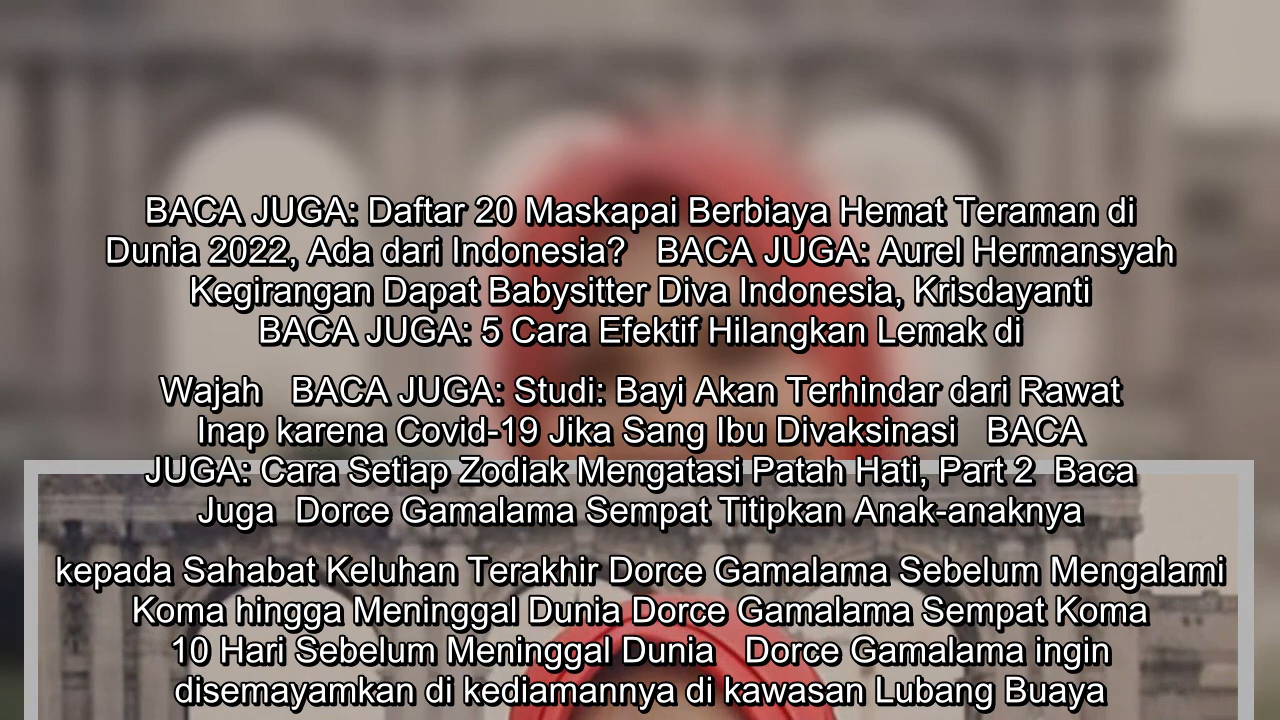 BACA JUGA: Daftar 20 Maskapai Berbiaya Hemat Teraman di
Dunia 2022, Ada dari Indonesia?   BACA JUGA: Aurel Hermansyah
Kegirangan Dapat Babysitter Diva Indonesia, Krisdayanti
BACA JUGA: 5 Cara Efektif Hilangkan Lemak di
Wajah   BACA JUGA: Studi: Bayi Akan Terhindar dari Rawat
Inap karena Covid-19 Jika Sang Ibu Divaksinasi   BACA
JUGA: Cara Setiap Zodiak Mengatasi Patah Hati, Part 2  Baca
Juga  Dorce Gamalama Sempat Titipkan Anak-anaknya
kepada Sahabat Keluhan Terakhir Dorce Gamalama Sebelum Mengalami
Koma hingga Meninggal Dunia Dorce Gamalama Sempat Koma
10 Hari Sebelum Meninggal Dunia   Dorce Gamalama ingin
disemayamkan di kediamannya di kawasan Lubang Buaya